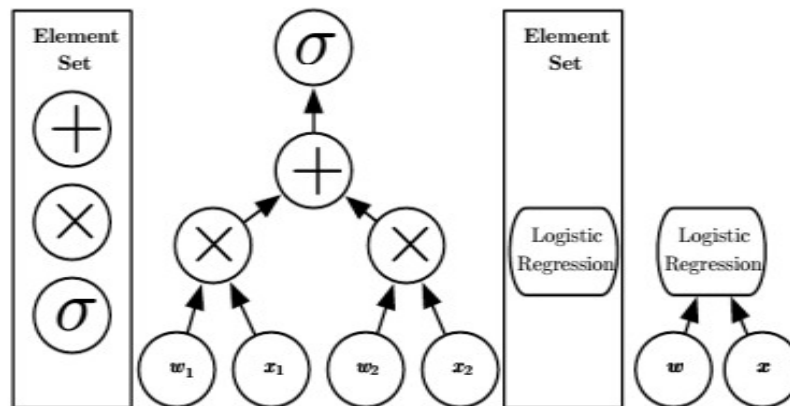 Element
Set
+
×
σ
σ
+
×
×
w₁
x₁
w₂
x₂
Element
Set
Logistic
Regression
Logistic
Regression
w
x